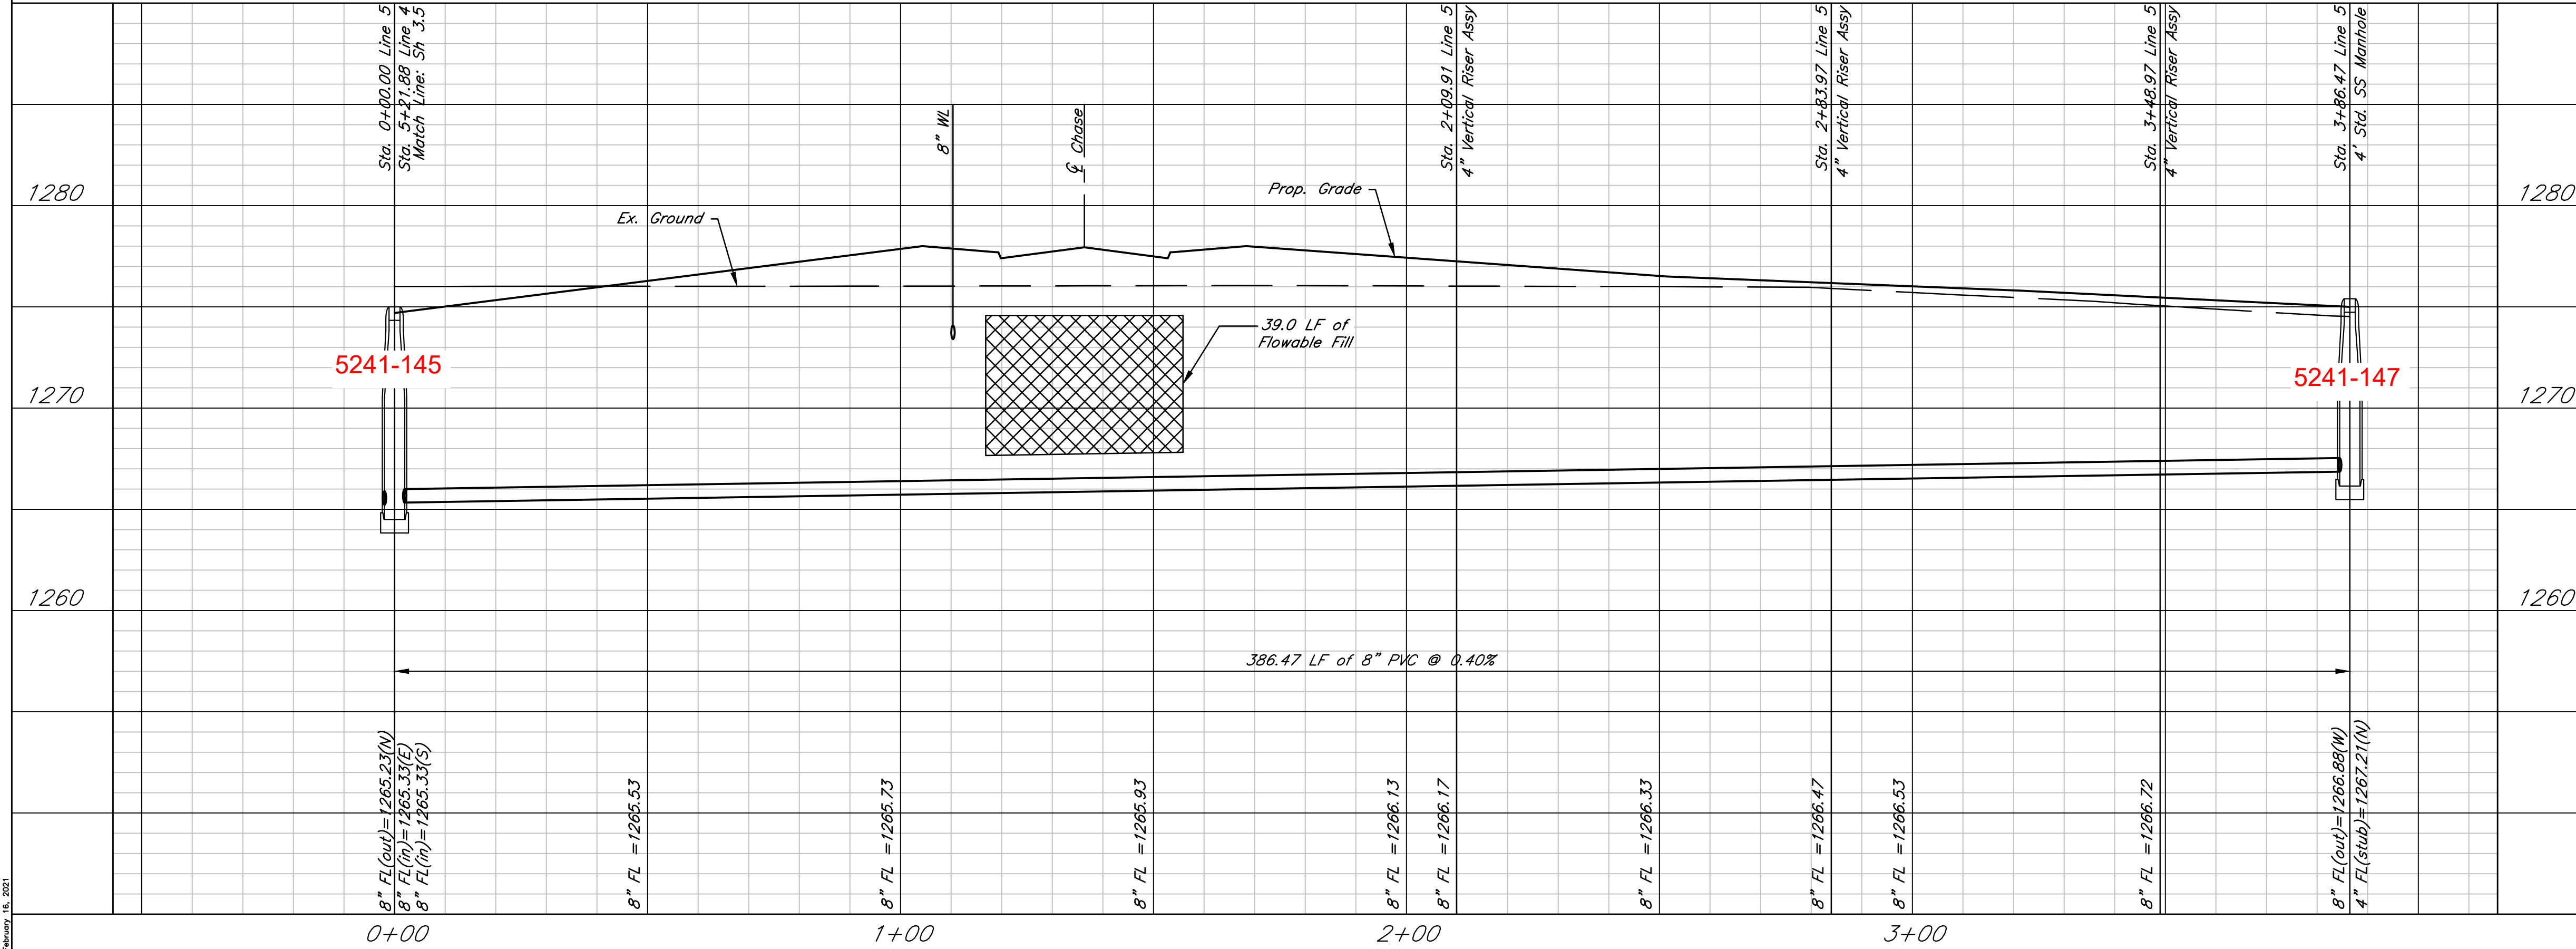 Sta. 0+00.00 Line 5
Sta. 5+21.88 Line 4
Match Line: Sh 3.5
8" WL
℄ Chase
Sta. 2+09.91 Line 5
4" Vertical Riser Assy
Sta. 2+83.97 Line 5
4" Vertical Riser Assy
Sta. 3+48.97 Line 5
4" Vertical Riser Assy
Sta. 3+86.47 Line 5
4' Std. SS Manhole
1280
1280
Ex. Ground
Prop. Grade
39.0 LF of
Flowable Fill
5241-145
5241-147
1270
1270
1260
1260
386.47 LF of 8" PVC @ 0.40%
8" FL(out)=1265.23(N)
8" FL(in)=1265.33(E)
8" FL(in)=1265.33(S)
8" FL =1265.53
8" FL =1265.73
8" FL =1265.93
8" FL =1266.13
8" FL =1266.17
8" FL =1266.33
8" FL =1266.47
8" FL =1266.53
8" FL =1266.72
8" FL(out)=1266.88(W)
4" FL(stub)=1267.21(N)
0+00
1+00
2+00
3+00
February 16, 2021